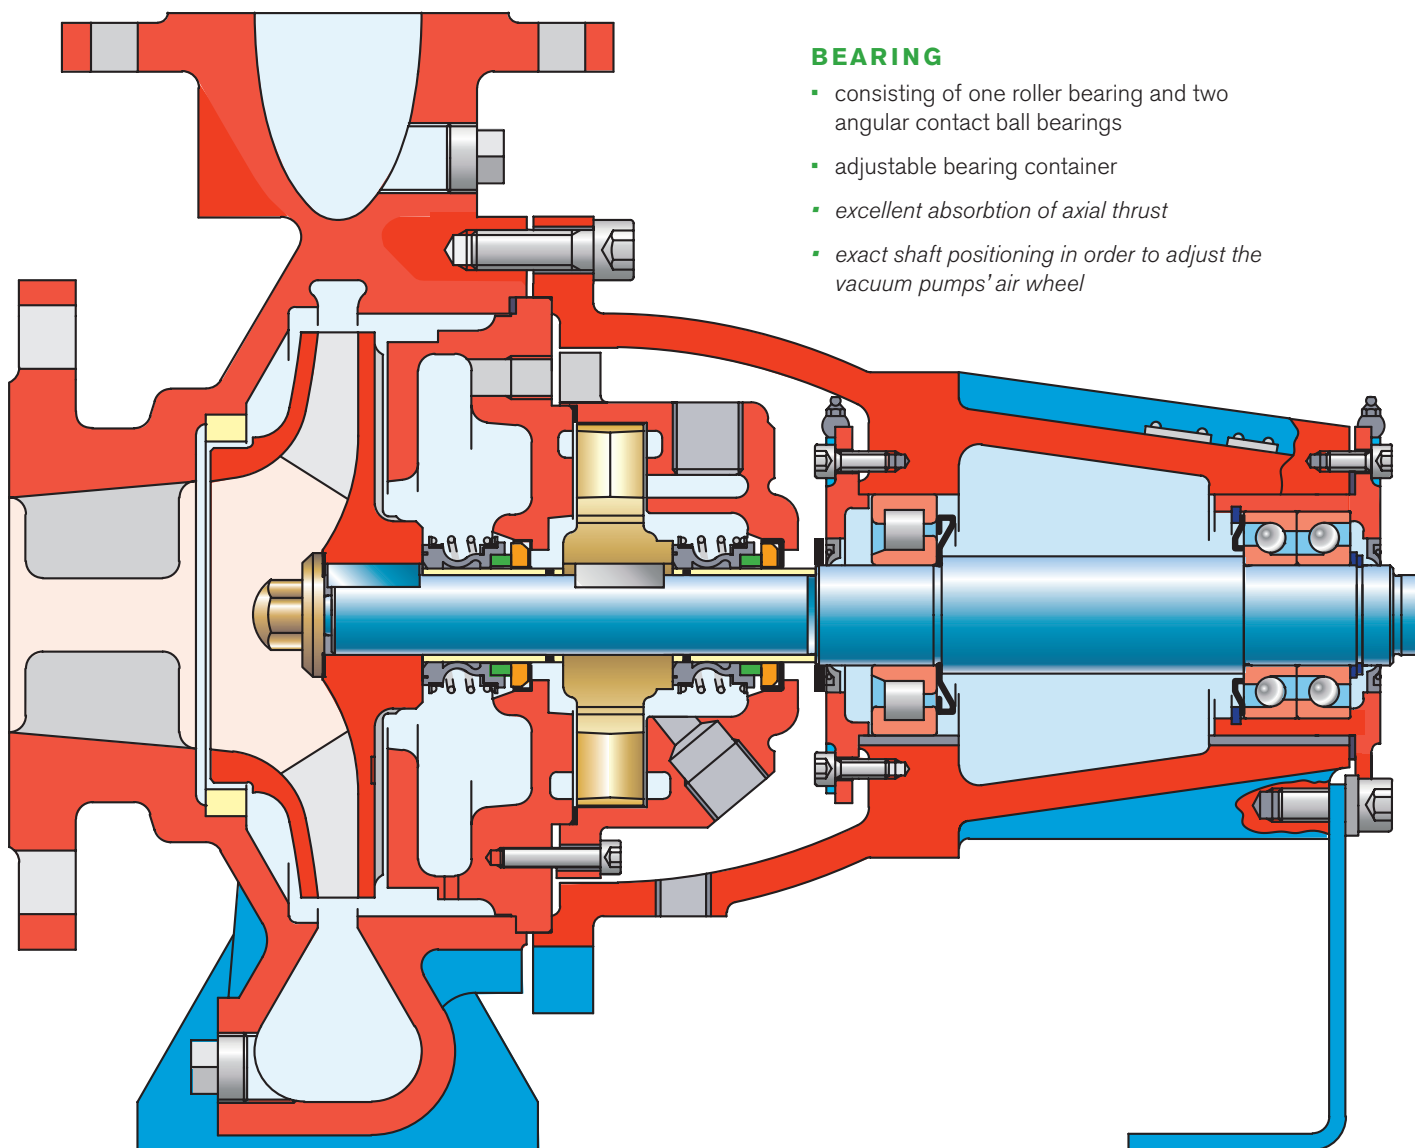 BEARING
▪ consisting of one roller bearing and two
angular contact ball bearings
▪ adjustable bearing container
▪ excellent absorbtion of axial thrust
▪ exact shaft positioning in order to adjust the
vacuum pumps' air wheel